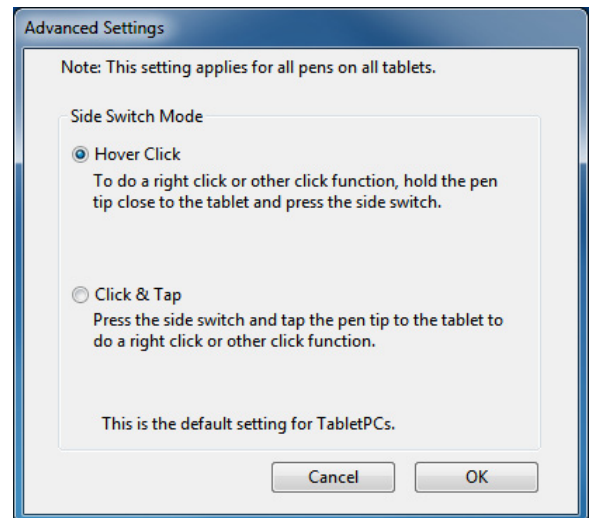 Advanced Settings
Note: This setting applies for all pens on all tablets.
Side Switch Mode
Hover Click
To do a right click or other click function, hold the pen
tip close to the tablet and press the side switch.
Click & Tap
Press the side switch and tap the pen tip to the tablet to
do a right click or other click function.
This is the default setting for TabletPCs.
Cancel OK